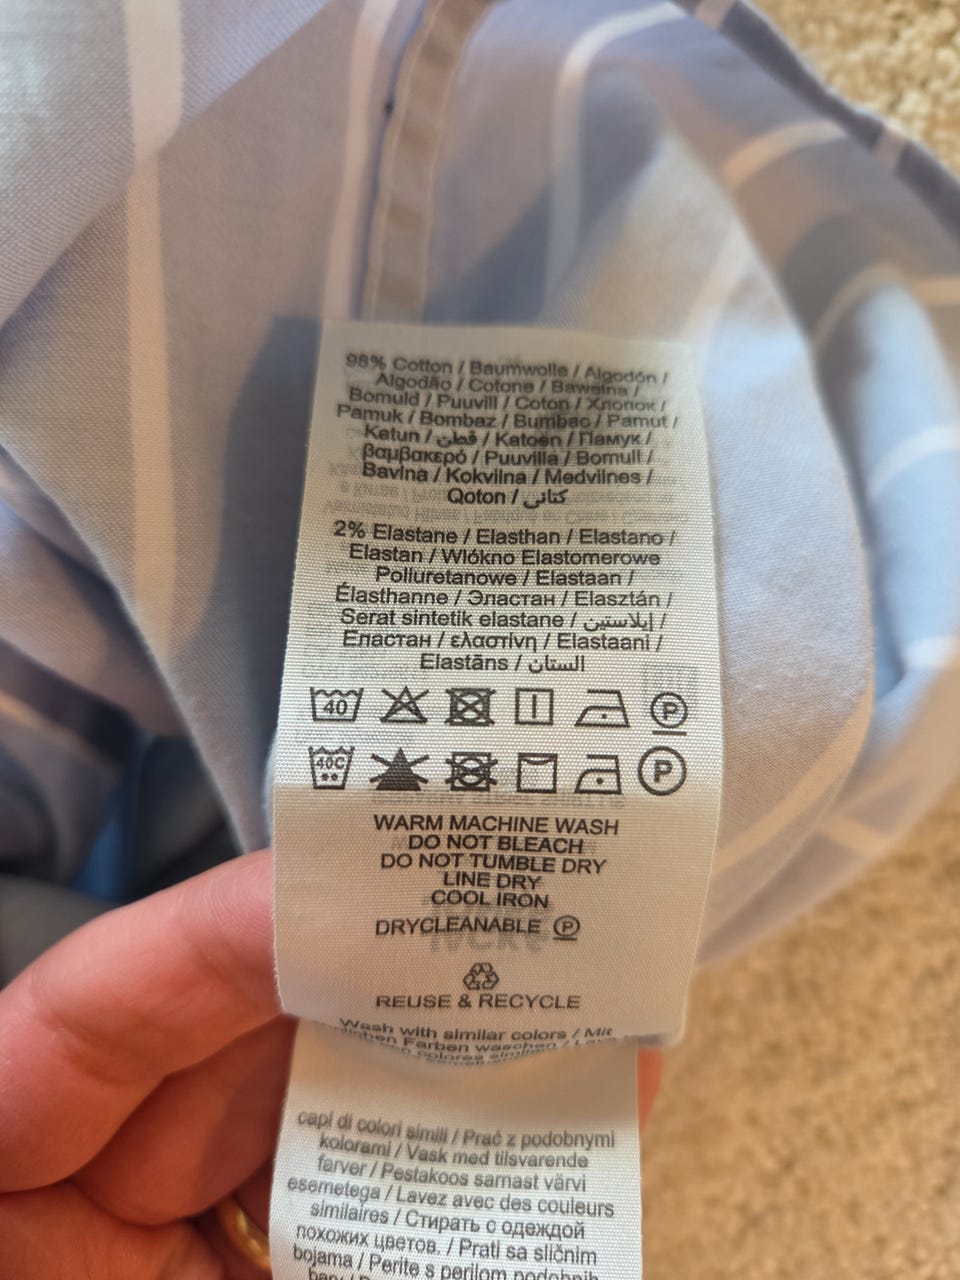 98% Cotton / Baumwolle / Algodón /
Algodão / Cotone / Bawełna /
Bomuld / Puuvill / Coton / Хлопок /
Pamuk / Bombaz / Bumbac / Pamut /
Katun / قطن / Katoen / Памук /
βαμβακερό / Puuvilla / Bomull /
Bavlna / Kokvilna / Medvilnes /
Qoton / كتاني
2% Elastane / Elasthan / Elastano /
Elastan / Włókno Elastomerowe
Poliuretanowe / Elastaan /
Élasthanne / Эластан / Elasztán /
Serat sintetik elastane / إيلاستين /
Еластан / ελαστίνη / Elastaani /
Elastāns / الستان
40 P
40C P
WARM MACHINE WASH
DO NOT BLEACH
DO NOT TUMBLE DRY
LINE DRY
COOL IRON
DRYCLEANABLE P
REUSE & RECYCLE
Wash with similar colors / Mit
Farben waschen /
colores
capi di colori simili / Prać z podobnymi
kolorami / Vask med tilsvarende
farver / Pestakoos sarnast värvi
esemetega / Lavez avec des couleurs
similaires / Стирать с одеждой
похожих цветов. / Prati sa sličnim
bojama / Perite s perilom podobnih